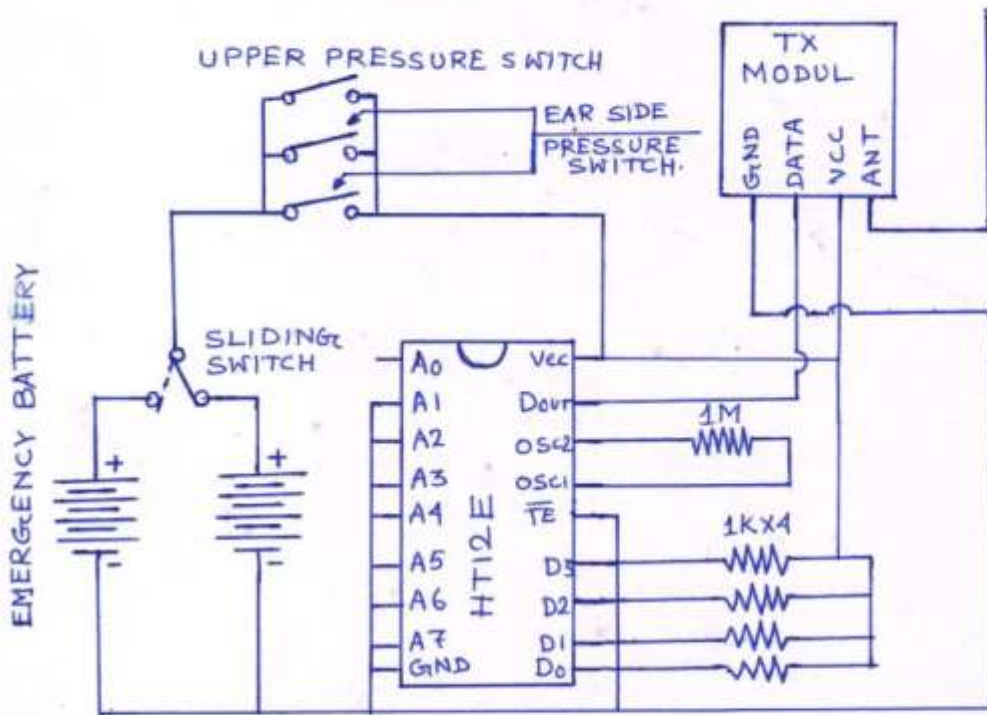 UPPER PRESSURE SWITCH
EAR SIDE
PRESSURE
SWITCH.
TX
MODUL
GND
DATA
VCC
ANT
EMERGENCY BATTERY
SLIDING
SWITCH
+
-
+
-
HT12E
A0
A1
A2
A3
A4
A5
A6
A7
GND
Vcc
DOUT
OSC2
OSC1
TE
D3
D2
D1
D0
1M
1KX4